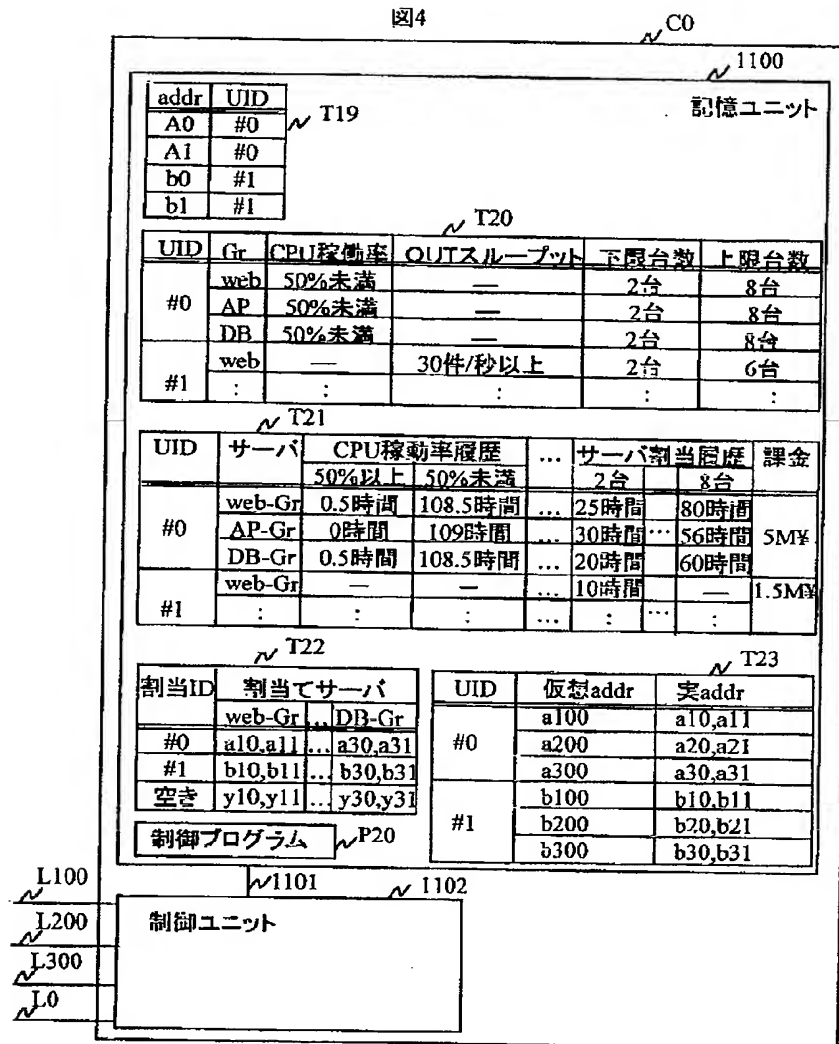 図4
C0
1100
記憶ユニット
addr UID
T19
A0 #0
A1 #0
b0 #1
b1 #1
T20
UID Gr CPU稼働率 OUTスループット 下限台数 上限台数
#0 web 50%未満 — 2台 8台
AP 50%未満 — 2台 8台
DB 50%未満 — 2台 8台
#1 web — 30件/秒以上 2台 6台
: : : : :
T21
UID サーバ CPU稼動率履歴 … サーバ割当履歴 課金
50%以上 50%未満 2台 8台
#0 web-Gr 0.5時間 108.5時間 … 25時間 80時間 5M¥
AP-Gr 0時間 109時間 … 30時間 … 56時間
DB-Gr 0.5時間 108.5時間 … 20時間 60時間
#1 web-Gr — — … 10時間 — 1.5M¥
: : : … : … :
T22
割当ID 割当てサーバ
web-Gr … DB-Gr
#0 a10,a11 … a30,a31
#1 b10,b11 … b30,b31
空き y10,y11 … y30,y31
T23
UID 仮想addr 実addr
#0 a100 a10,a11
a200 a20,a21
a300 a30,a31
#1 b100 b10,b11
b200 b20,b21
b300 b30,b31
制御プログラム P20
1101
1102
制御ユニット
L100
L200
L300
L0